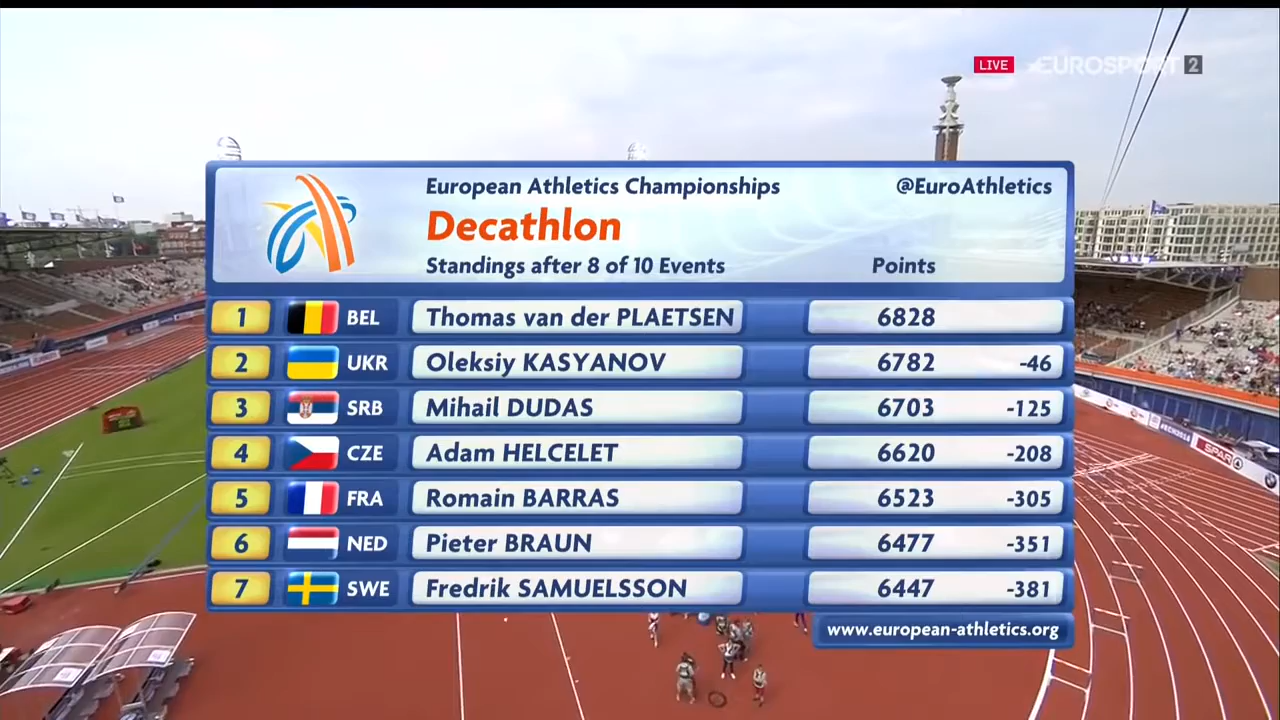 LIVE EUROSPORT 2
European Athletics Championships @EuroAthletics
Decathlon
Standings after 8 of 10 Events Points
1 BEL Thomas van der PLAETSEN 6828
2 UKR Oleksiy KASYANOV 6782 -46
3 SRB Mihail DUDAS 6703 -125
4 CZE Adam HELCELET 6620 -208
5 FRA Romain BARRAS 6523 -305
6 NED Pieter BRAUN 6477 -351
7 SWE Fredrik SAMUELSSON 6447 -381
www.european-athletics.org
SPAR